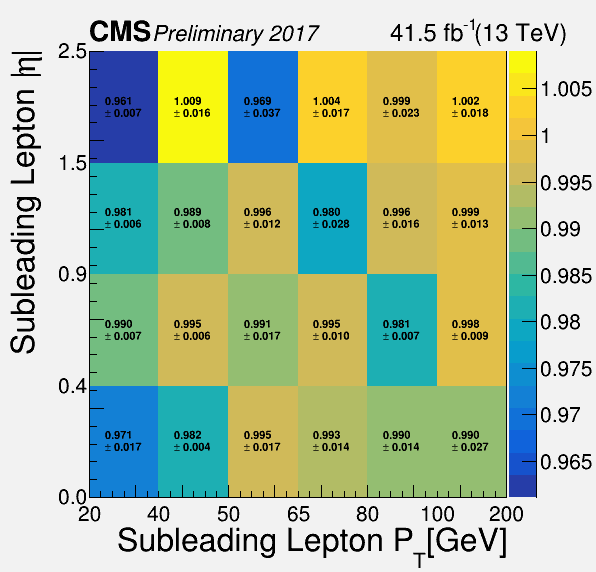 CMS Preliminary 2017 41.5 fb-1(13 TeV)
Subleading Lepton |η|
2.5
0.961 1.009 0.969 1.004 0.999 1.002
± 0.007 ± 0.016 ± 0.037 ± 0.017 ± 0.023 ± 0.018
1.5
0.981 0.989 0.996 0.980 0.996 0.999
± 0.006 ± 0.008 ± 0.012 ± 0.028 ± 0.016 ± 0.013
0.9
0.990 0.995 0.991 0.995 0.981 0.998
± 0.007 ± 0.006 ± 0.017 ± 0.010 ± 0.007 ± 0.009
0.4
0.971 0.982 0.995 0.993 0.990 0.990
± 0.017 ± 0.004 ± 0.017 ± 0.014 ± 0.014 ± 0.027
0.0
20 40 50 65 80 100 200
Subleading Lepton PT[GeV]
1.005
1
0.995
0.99
0.985
0.98
0.975
0.97
0.965